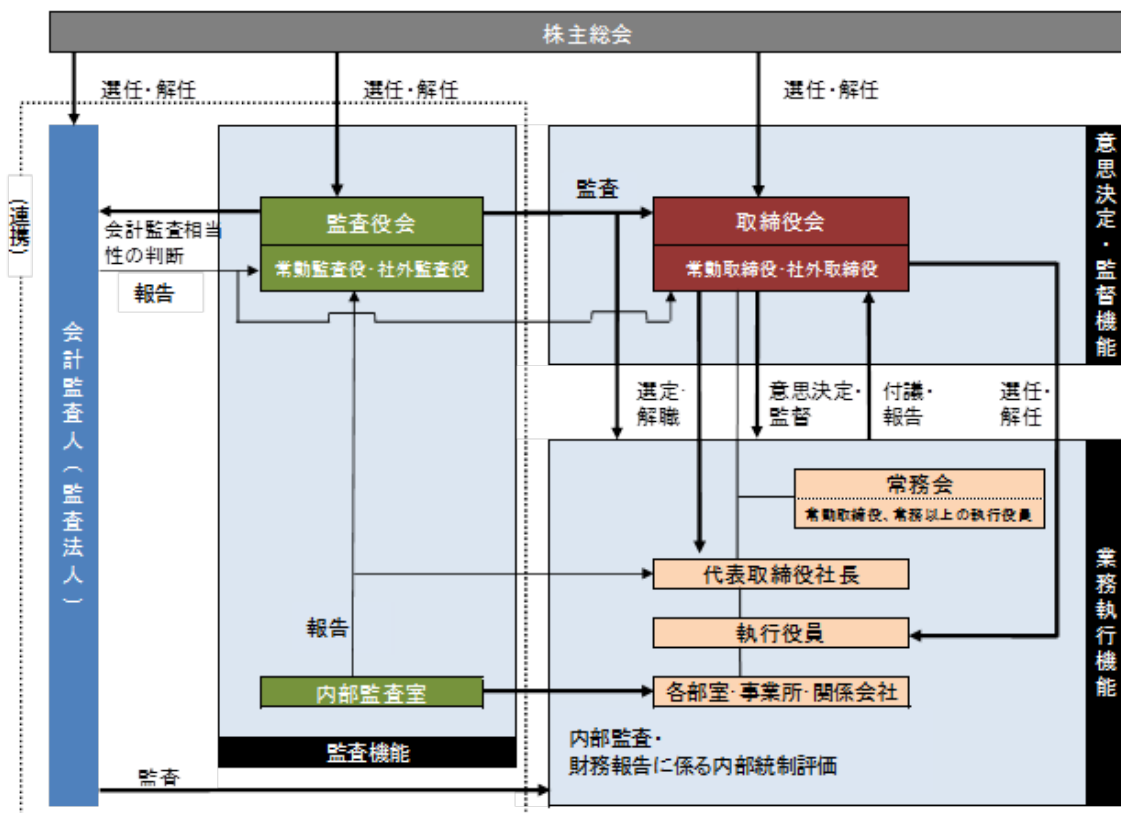 株主総会
選任・解任
選任・解任
選任・解任
(連携)
会計監査人(監査法人)
会計監査相当
性の判断
報告
監査役会
常勤監査役・社外監査役
監査
取締役会
常勤取締役・社外取締役
意思決定・監督機能
選定・
解職
意思決定・
監督
付議・
報告
選任・
解任
常務会
常勤取締役、常務以上の執行役員
代表取締役社長
執行役員
各部室・事業所・関係会社
業務執行機能
報告
内部監査室
監査機能
内部監査・
財務報告に係る内部統制評価
監査